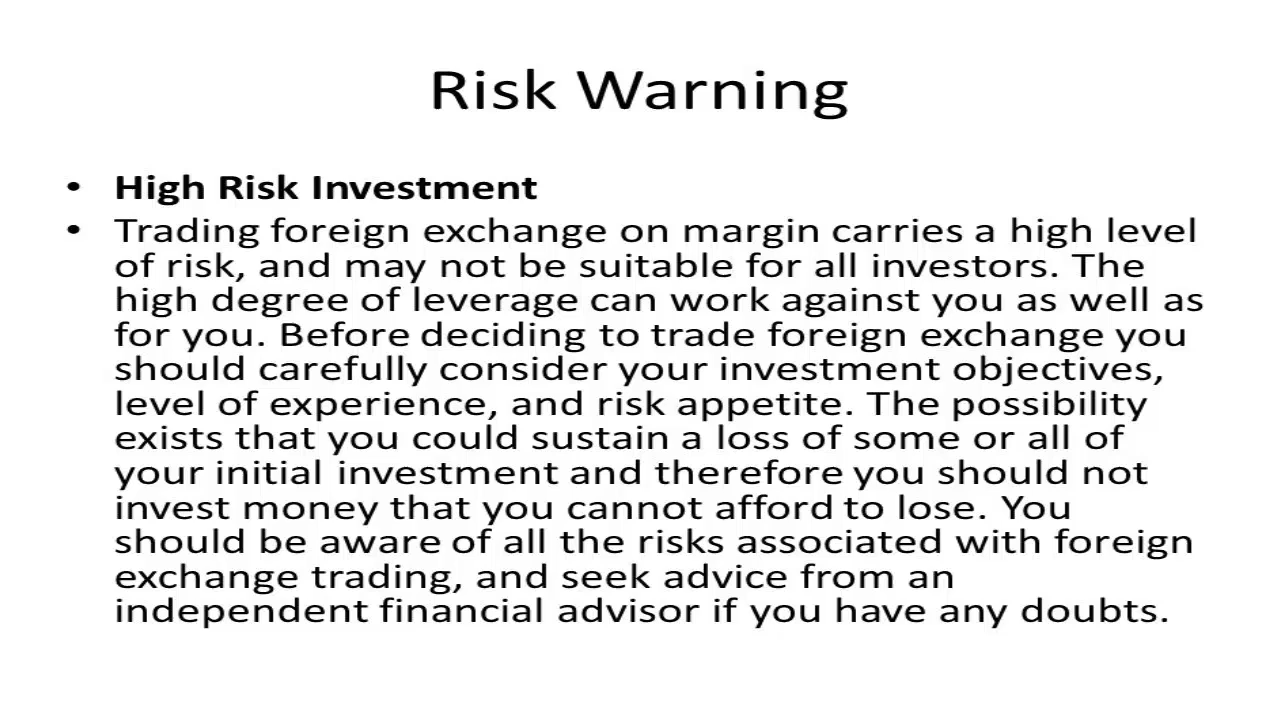 Risk Warning
• High Risk Investment
• Trading foreign exchange on margin carries a high level
of risk, and may not be suitable for all investors. The
high degree of leverage can work against you as well as
for you. Before deciding to trade foreign exchange you
should carefully consider your investment objectives,
level of experience, and risk appetite. The possibility
exists that you could sustain a loss of some or all of
your initial investment and therefore you should not
invest money that you cannot afford to lose. You
should be aware of all the risks associated with foreign
exchange trading, and seek advice from an
independent financial advisor if you have any doubts.